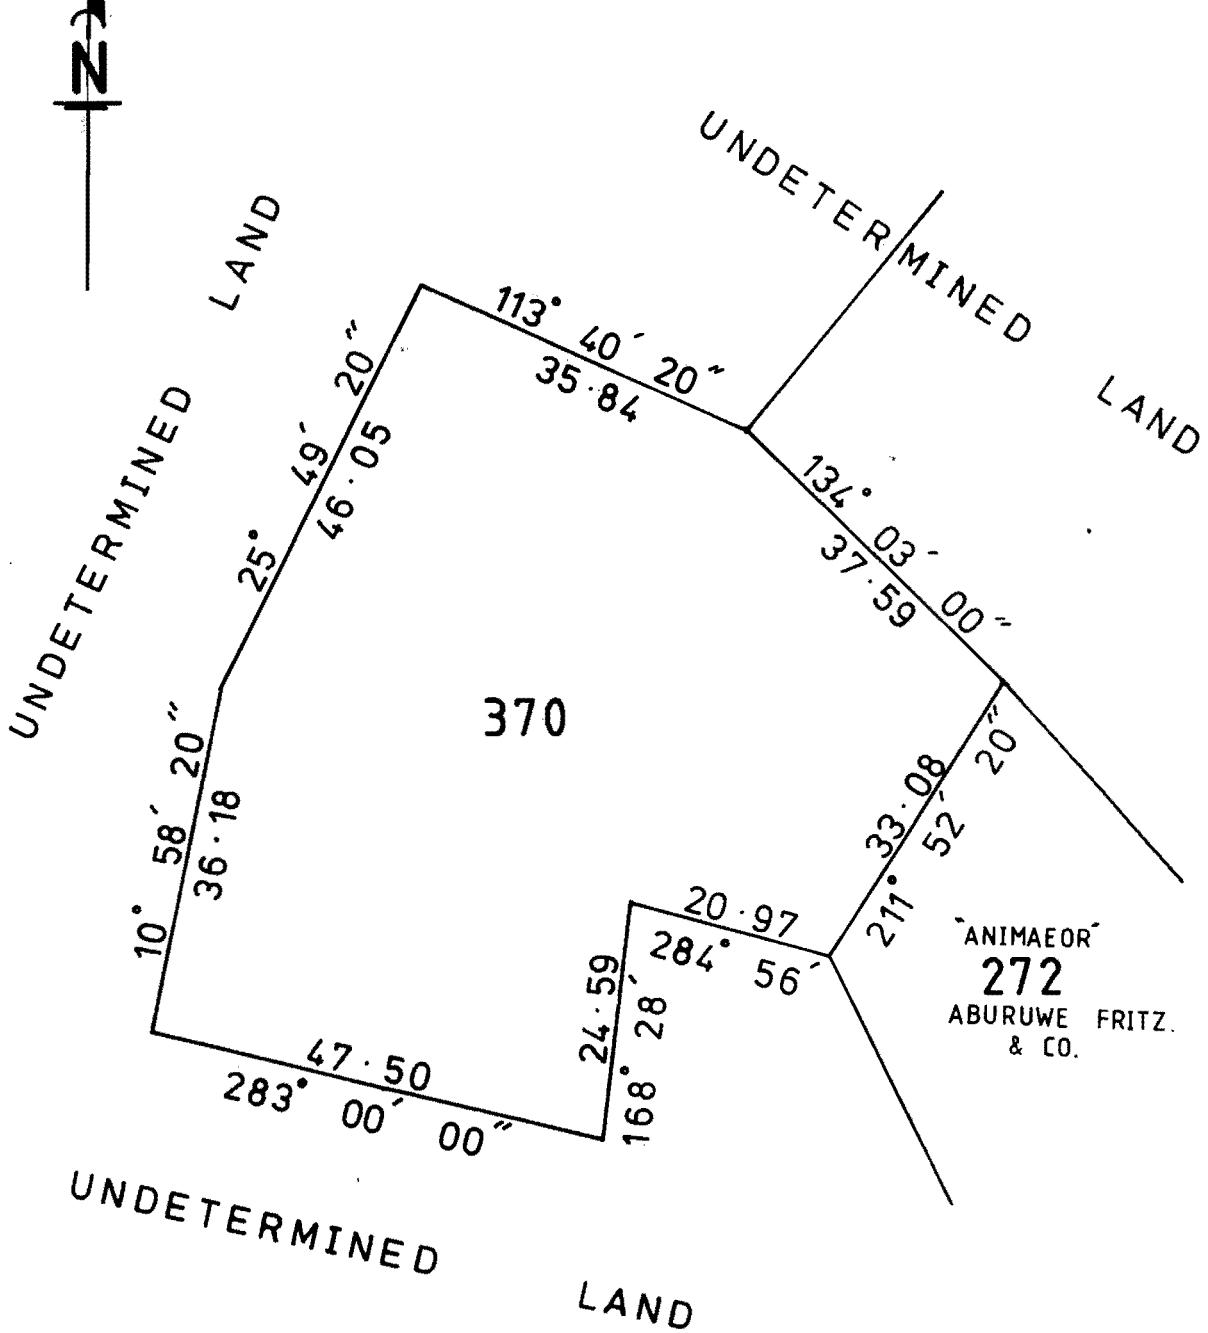 N
UNDETERMINED LAND
UNDETERMINED LAND
113° 40′ 20″
35·84
25° 49′ 20″
46·05
134° 03′ 00″
37·59
370
10° 58′ 20″
36·18
33·08
211° 52′ 20″
20·97
284° 56′
24·59
168° 28′
"ANIMAEOR"
272
ABURUWE FRITZ.
& CO.
47·50
283° 00′ 00″
UNDETERMINED LAND